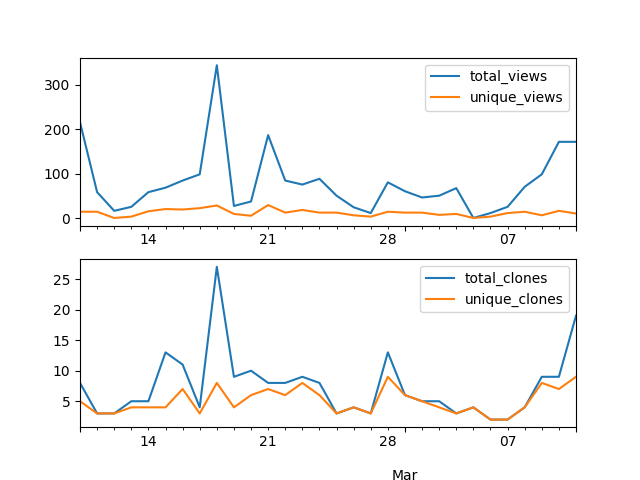 total_views
unique_views
300
200
100
0
14 21 28 07
total_clones
unique_clones
25
20
15
10
5
14 21 28 07
Mar